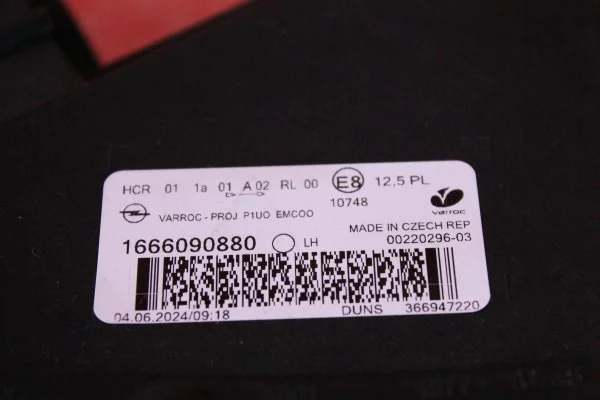 HCR 01 1a 01 A 02 RL 00 E8 12,5 PL
10748
VARROC - PROJ P1UO EMCOO
varroc
MADE IN CZECH REP
1666090880 LH 00220296-03
04.06.2024/09:18 DUNS 366947220